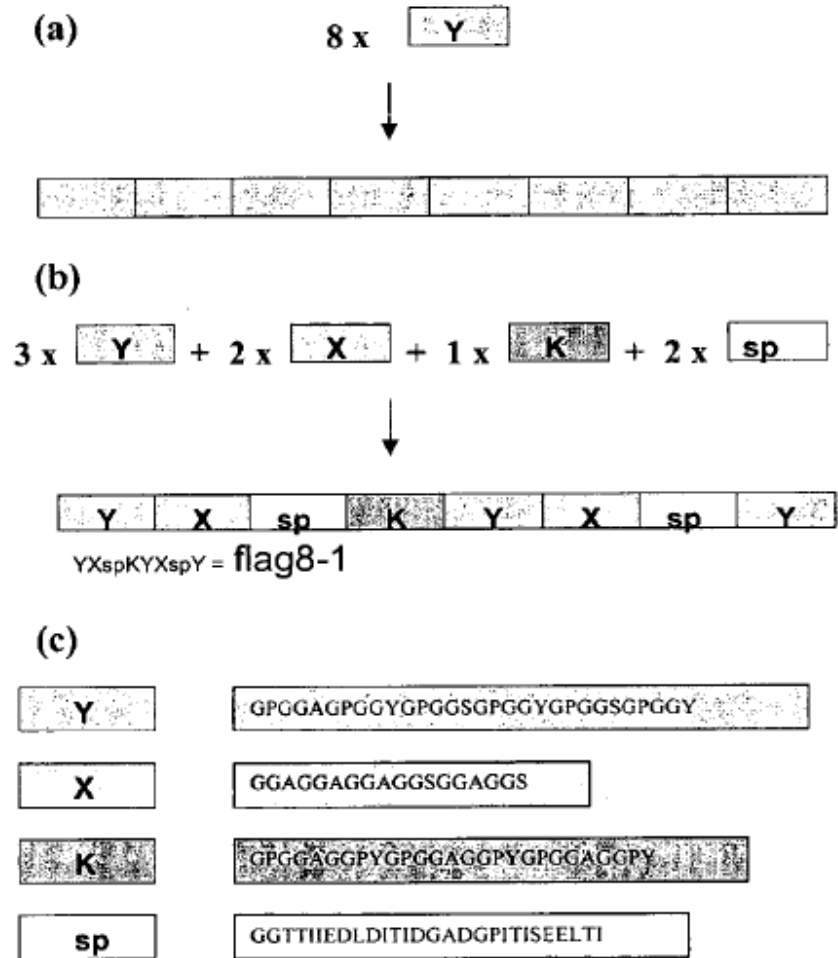 (a)
8 x Y
(b)
3 x Y + 2 x X + 1 x K + 2 x sp
Y X sp K Y X sp Y
YXspKYXspY = flag8-1
(c)
Y GPGGAGPGGYGPGGSGPGGYGPGGSGPGGY
X GGAGGAGGAGGSGGAGGS
K GPGGAGGPYGPGGAGGPYGPGGAGGPY
sp GGTTIIEDLDITIDGADGPITISEELTI